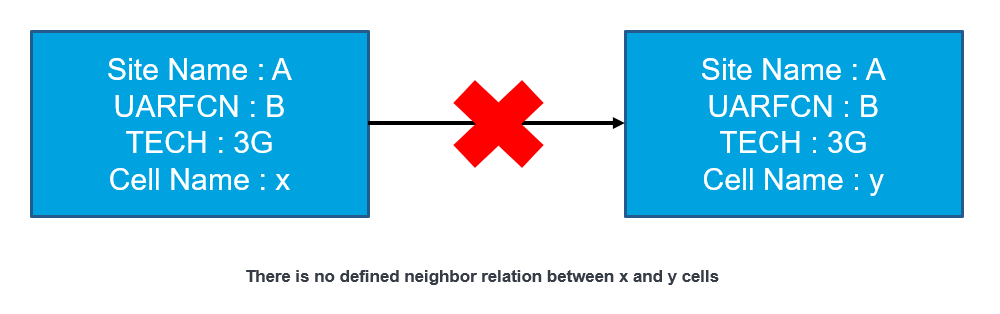 Site Name : A
UARFCN : B
TECH : 3G
Cell Name : x
Site Name : A
UARFCN : B
TECH : 3G
Cell Name : y
There is no defined neighbor relation between x and y cells